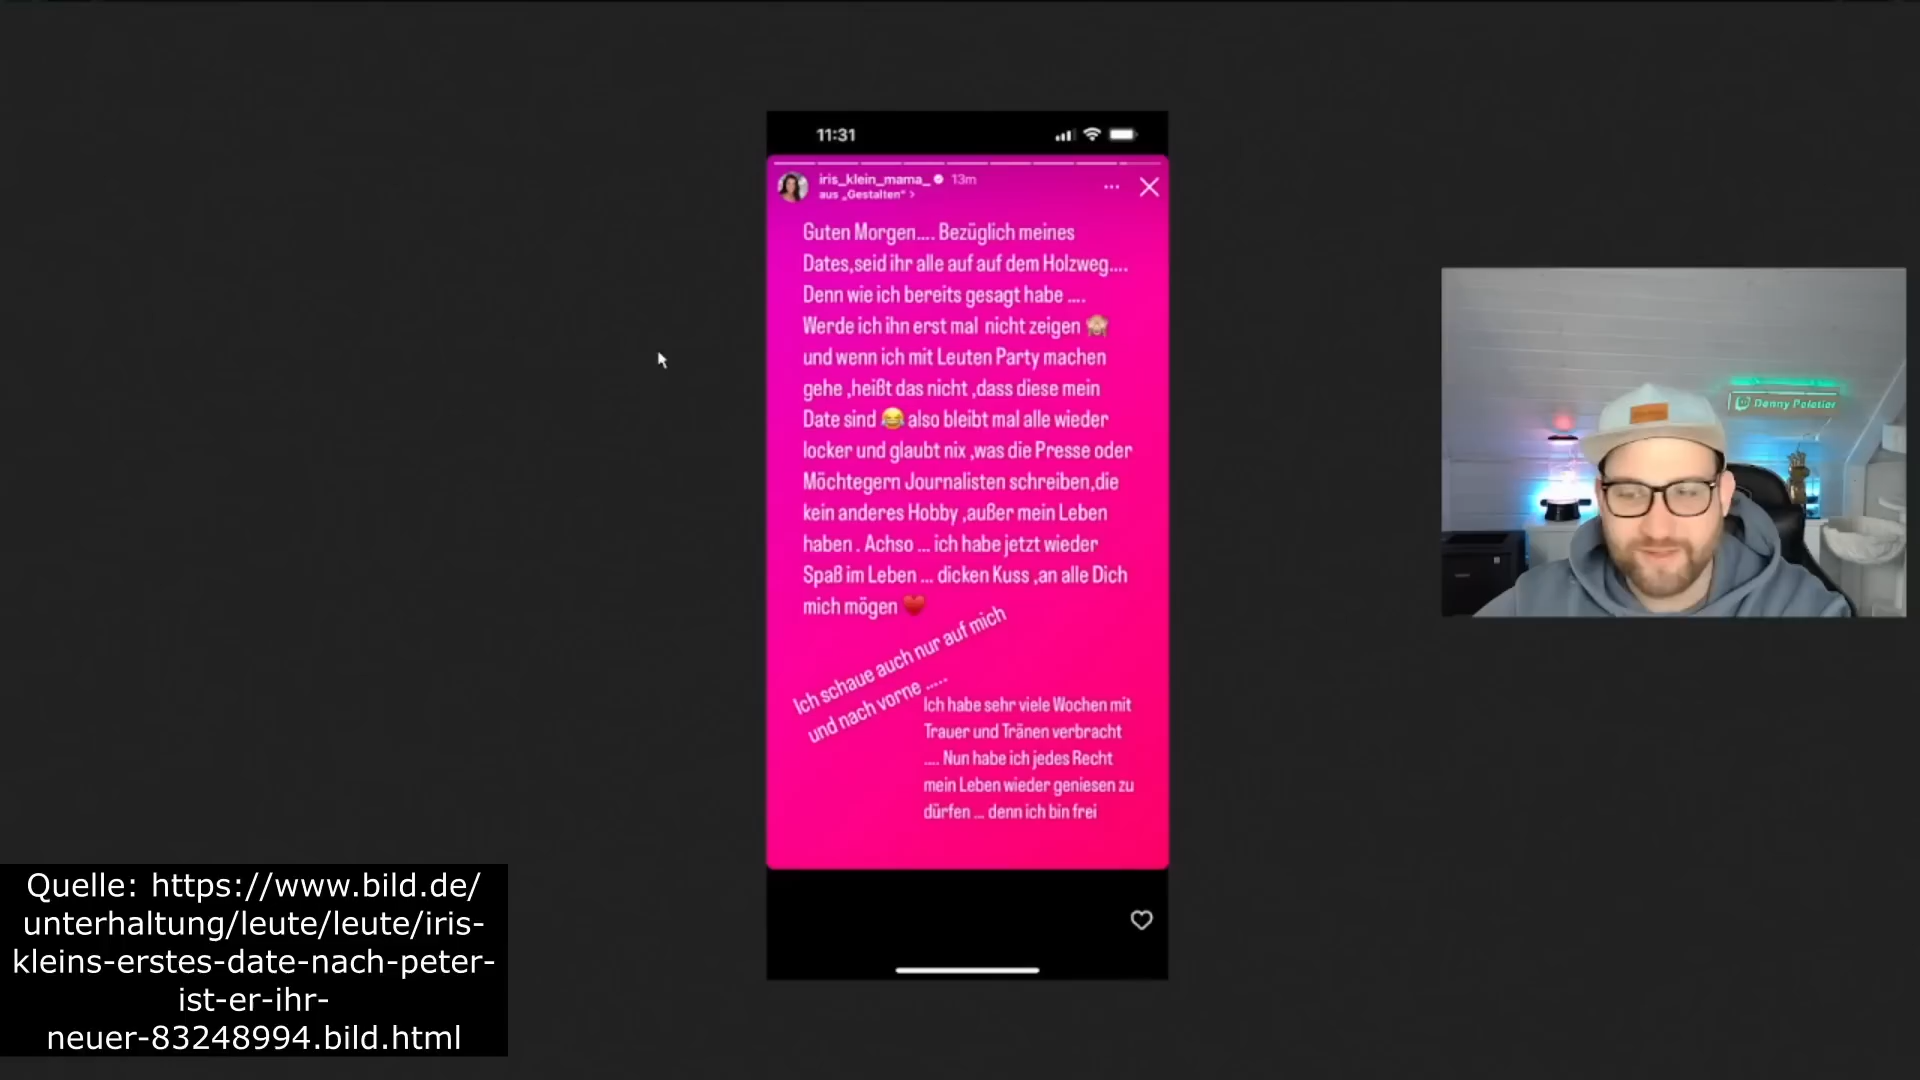 11:31
iris_klein_mama_ 13m
aus „Gestalten“ >
Guten Morgen.... Bezüglich meines
Dates,seid ihr alle auf auf dem Holzweg....
Denn wie ich bereits gesagt habe ....
Werde ich ihn erst mal nicht zeigen 🙈
und wenn ich mit Leuten Party machen
gehe ,heißt das nicht ,dass diese mein
Date sind 😂 also bleibt mal alle wieder
locker und glaubt nix ,was die Presse oder
Möchtegern Journalisten schreiben,die
kein anderes Hobby ,außer mein Leben
haben . Achso ... ich habe jetzt wieder
Spaß im Leben ... dicken Kuss ,an alle Dich
mich mögen ❤️
Ich schaue auch nur auf mich
und nach vorne .....
Ich habe sehr viele Wochen mit
Trauer und Tränen verbracht
.... Nun habe ich jedes Recht
mein Leben wieder geniesen zu
dürfen ... denn ich bin frei
Danny Peletier
Quelle: https://www.bild.de/
unterhaltung/leute/leute/iris-
kleins-erstes-date-nach-peter-
ist-er-ihr-
neuer-83248994.bild.html